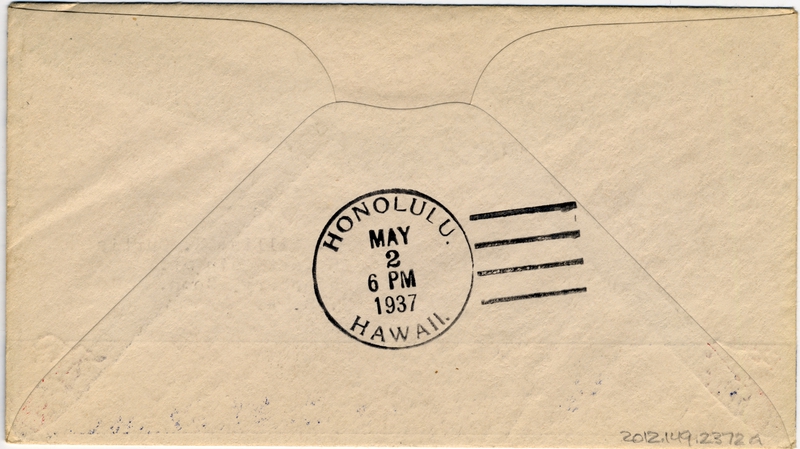 HONOLULU.
MAY
2
6 PM
1937
HAWAII.
2012.149.2372a